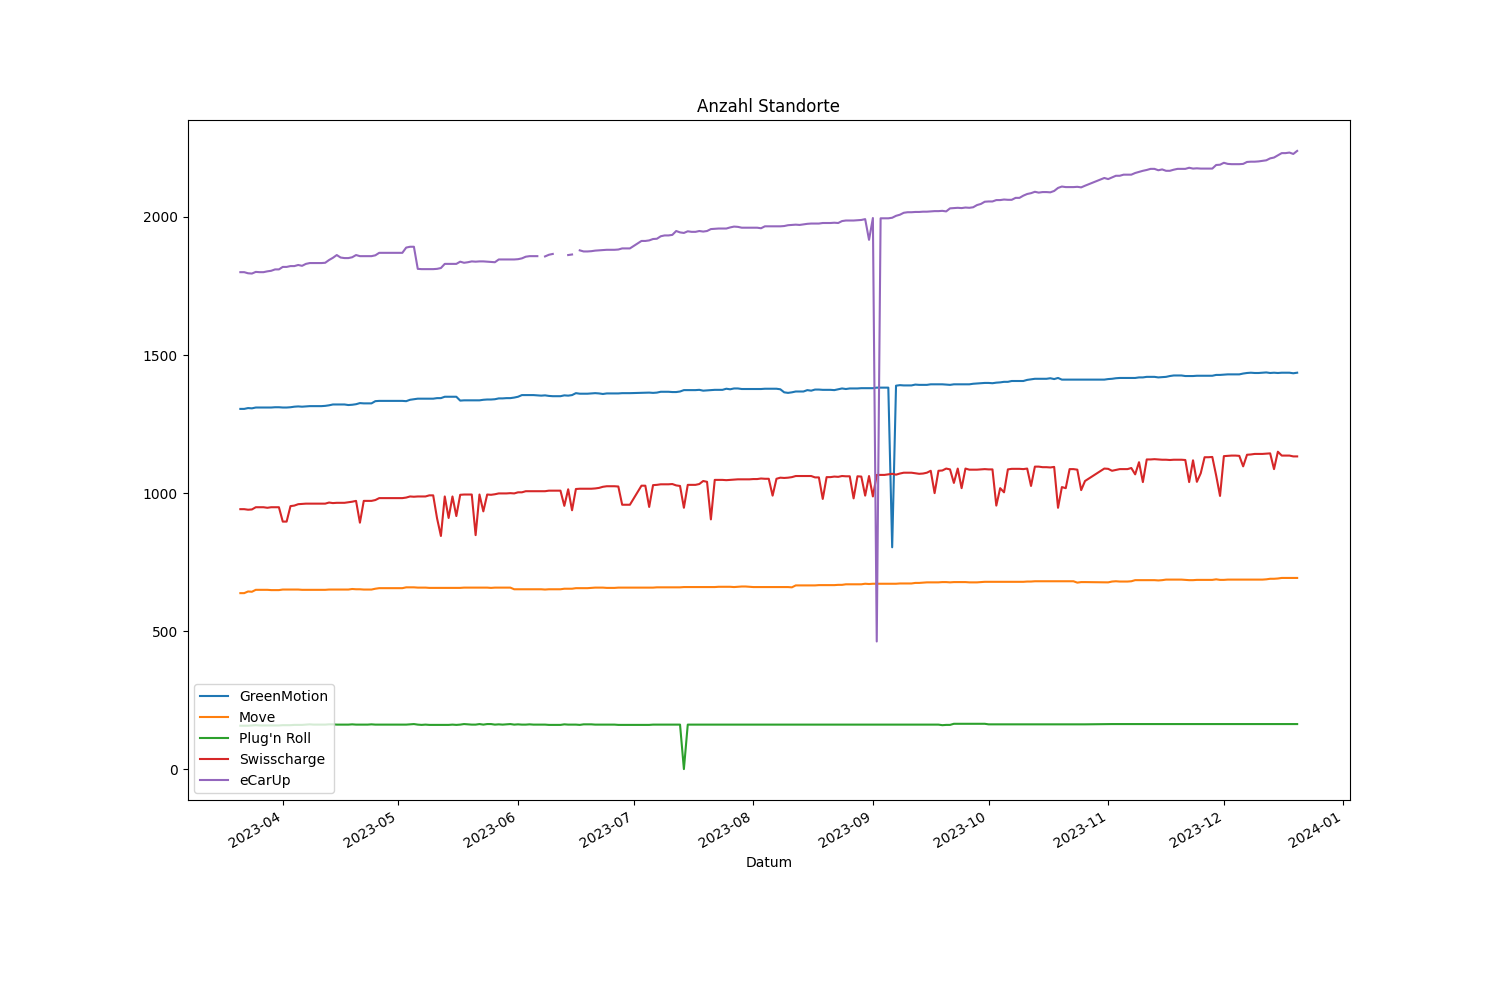 Anzahl Standorte
2000
1500
1000
500
0
GreenMotion
Move
Plug'n Roll
Swisscharge
eCarUp
2023-04
2023-05
2023-06
2023-07
2023-08
2023-09
2023-10
2023-11
2023-12
2024-01
Datum